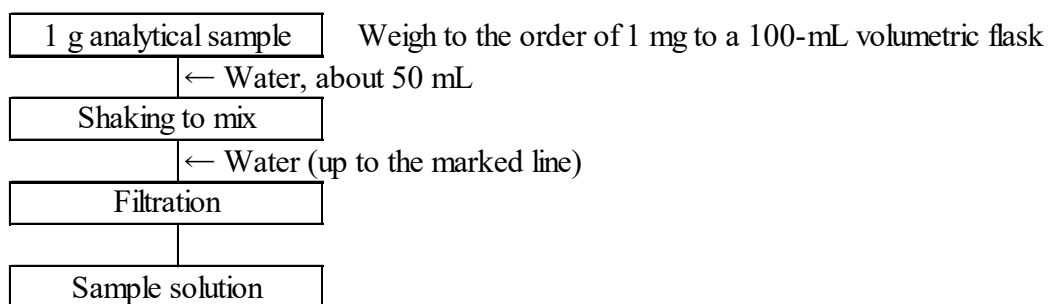 1 g analytical sample Weigh to the order of 1 mg to a 100-mL volumetric flask
← Water, about 50 mL
Shaking to mix
← Water (up to the marked line)
Filtration
Sample solution